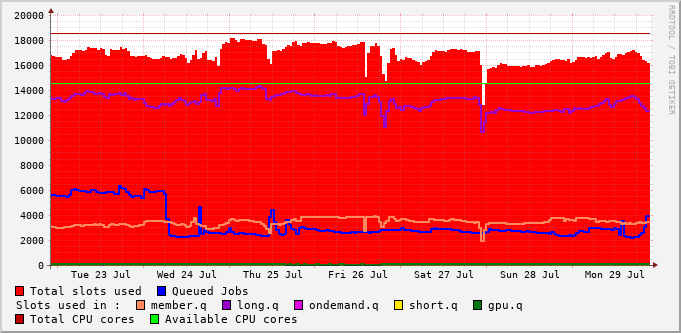 20000
18000
16000
14000
12000
10000
8000
6000
4000
2000
0
Tue 23 Jul Wed 24 Jul Thu 25 Jul Fri 26 Jul Sat 27 Jul Sun 28 Jul Mon 29 Jul
Total slots used Queued Jobs
Slots used in : member.q long.q ondemand.q short.q gpu.q
Total CPU cores Available CPU cores
RRDTOOL / TOBI OETIKER